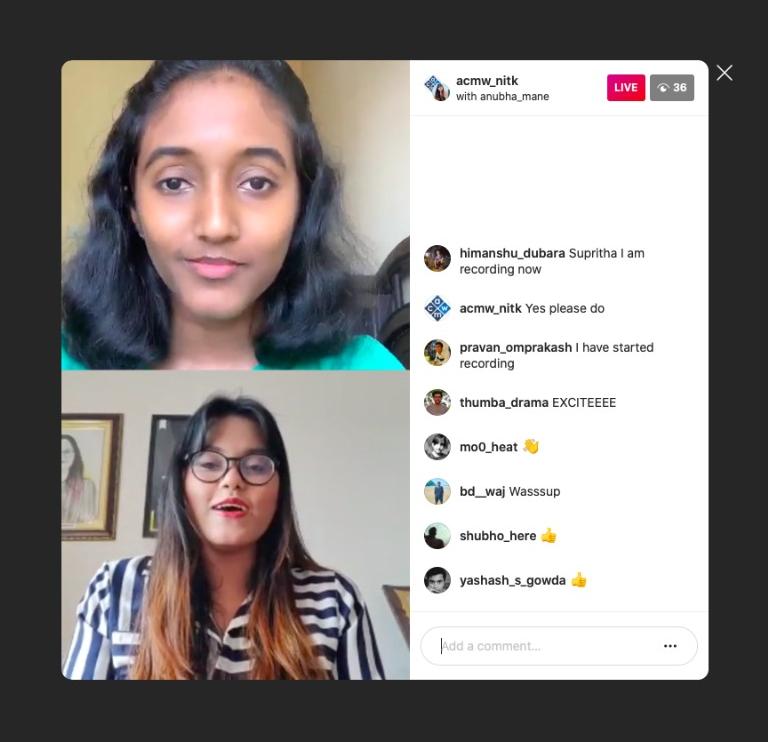 acmw_nitk
with anubha_mane
LIVE
36
himanshu_dubara Supritha I am
recording now
acmw_nitk Yes please do
pravan_omprakash I have started
recording
thumba_drama EXCITEEEE
mo0_heat 👋
bd__waj Wasssup
shubho_here 👍
yashash_s_gowda 👍
Add a comment...